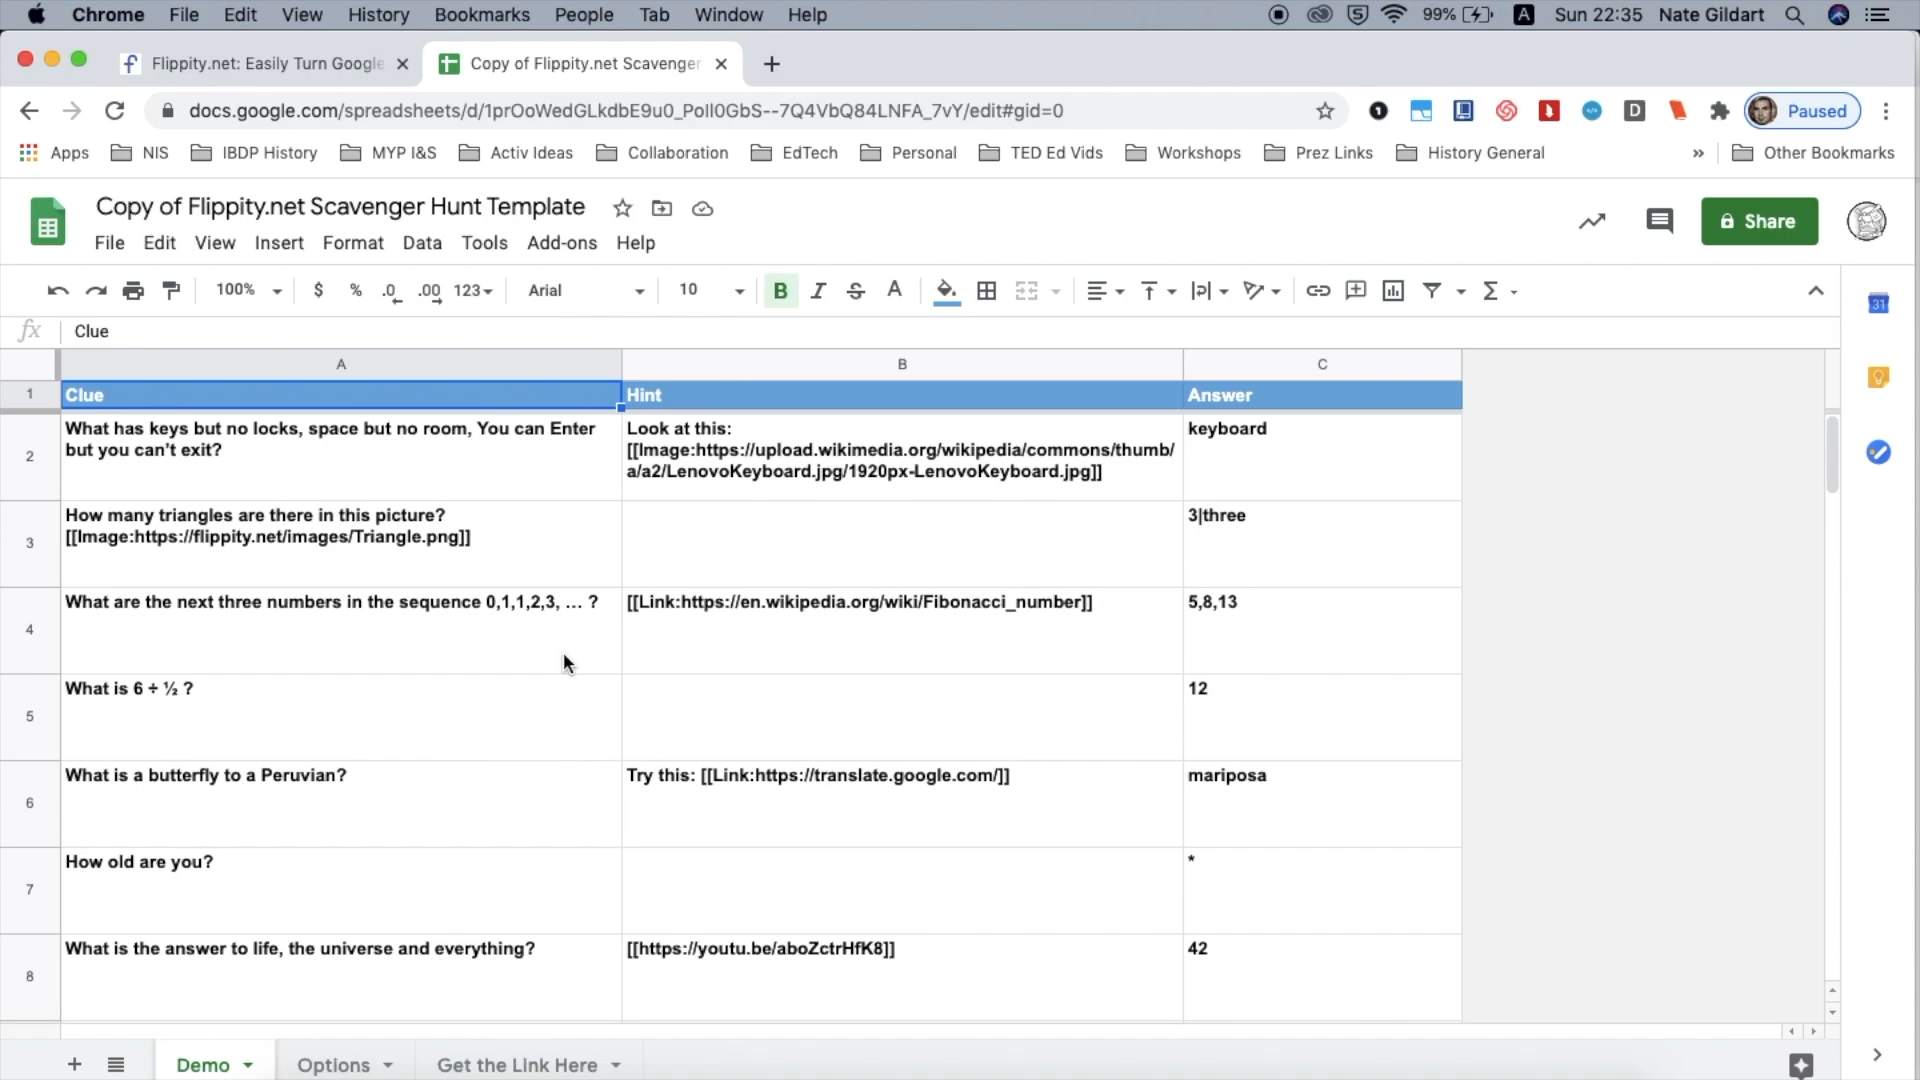 Chrome File Edit View History Bookmarks People Tab Window Help 99% A Sun 22:35 Nate Gildart
Flippity.net: Easily Turn Google Copy of Flippity.net Scavenger
docs.google.com/spreadsheets/d/1prOoWedGLkdbE9u0_PoIl0GbS--7Q4VbQ84LNFA_7vY/edit#gid=0 Paused
Apps NIS IBDP History MYP I&S Activ Ideas Collaboration EdTech Personal TED Ed Vids Workshops Prez Links History General » Other Bookmarks
Copy of Flippity.net Scavenger Hunt Template
Share
File Edit View Insert Format Data Tools Add-ons Help
100% $ % .0 .00 123 Arial 10 B I S A Σ
31
fx Clue
A B C
1 Clue Hint Answer
What has keys but no locks, space but no room, You can Enter Look at this: keyboard
but you can't exit? [[Image:https://upload.wikimedia.org/wikipedia/commons/thumb/
2 a/a2/LenovoKeyboard.jpg/1920px-LenovoKeyboard.jpg]]
How many triangles are there in this picture? 3|three
[[Image:https://flippity.net/images/Triangle.png]]
3
What are the next three numbers in the sequence 0,1,1,2,3, … ? [[Link:https://en.wikipedia.org/wiki/Fibonacci_number]] 5,8,13
4
What is 6 ÷ ½ ? 12
5
What is a butterfly to a Peruvian? Try this: [[Link:https://translate.google.com/]] mariposa
6
How old are you? *
7
What is the answer to life, the universe and everything? [[https://youtu.be/aboZctrHfK8]] 42
8
Demo Options Get the Link Here